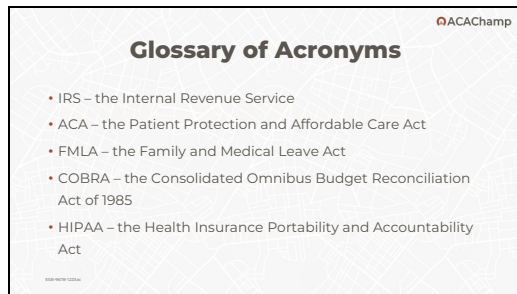 ACAChamp
Glossary of Acronyms
• IRS – the Internal Revenue Service
• ACA – the Patient Protection and Affordable Care Act
• FMLA – the Family and Medical Leave Act
• COBRA – the Consolidated Omnibus Budget Reconciliation
Act of 1985
• HIPAA – the Health Insurance Portability and Accountability
Act